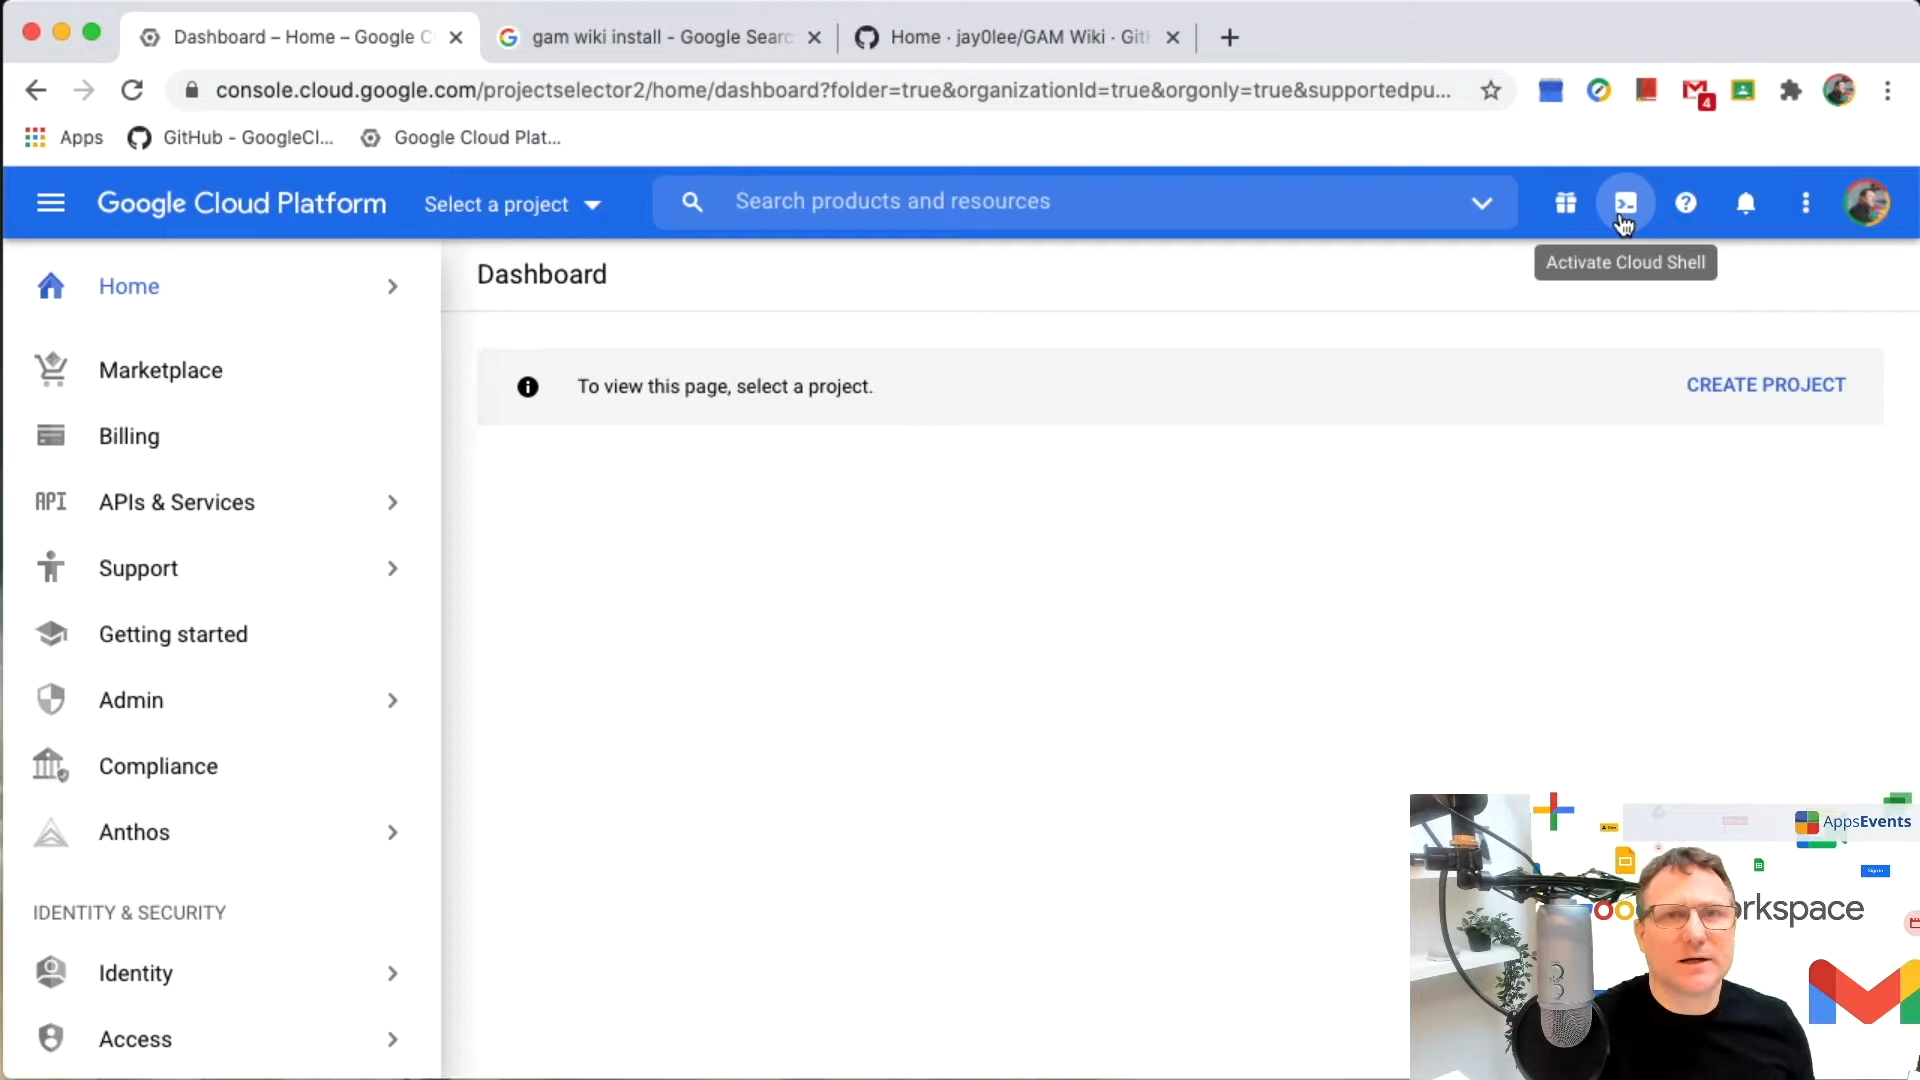 Dashboard – Home – Google C
gam wiki install - Google Searc
Home · jay0lee/GAM Wiki · Git
console.cloud.google.com/projectselector2/home/dashboard?folder=true&organizationId=true&orgonly=true&supportedpu...
4
Apps
GitHub - GoogleCl...
Google Cloud Plat...
Google Cloud Platform
Select a project
Search products and resources
Activate Cloud Shell
Home
Dashboard
To view this page, select a project.
CREATE PROJECT
Marketplace
Billing
API
APIs & Services
Support
Getting started
Admin
Compliance
Anthos
IDENTITY & SECURITY
Identity
Access
AppsEvents
rkspace